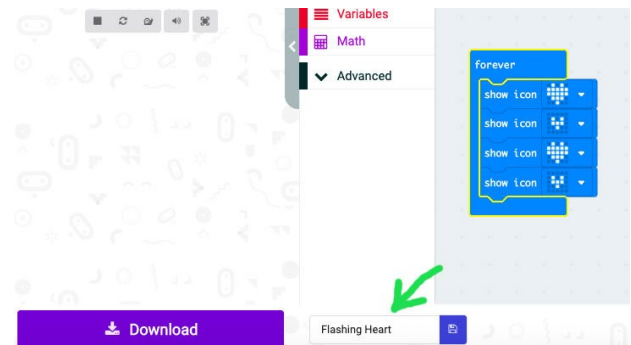 Variables
Math
Advanced
forever
show icon
show icon
show icon
show icon
Download
Flashing Heart